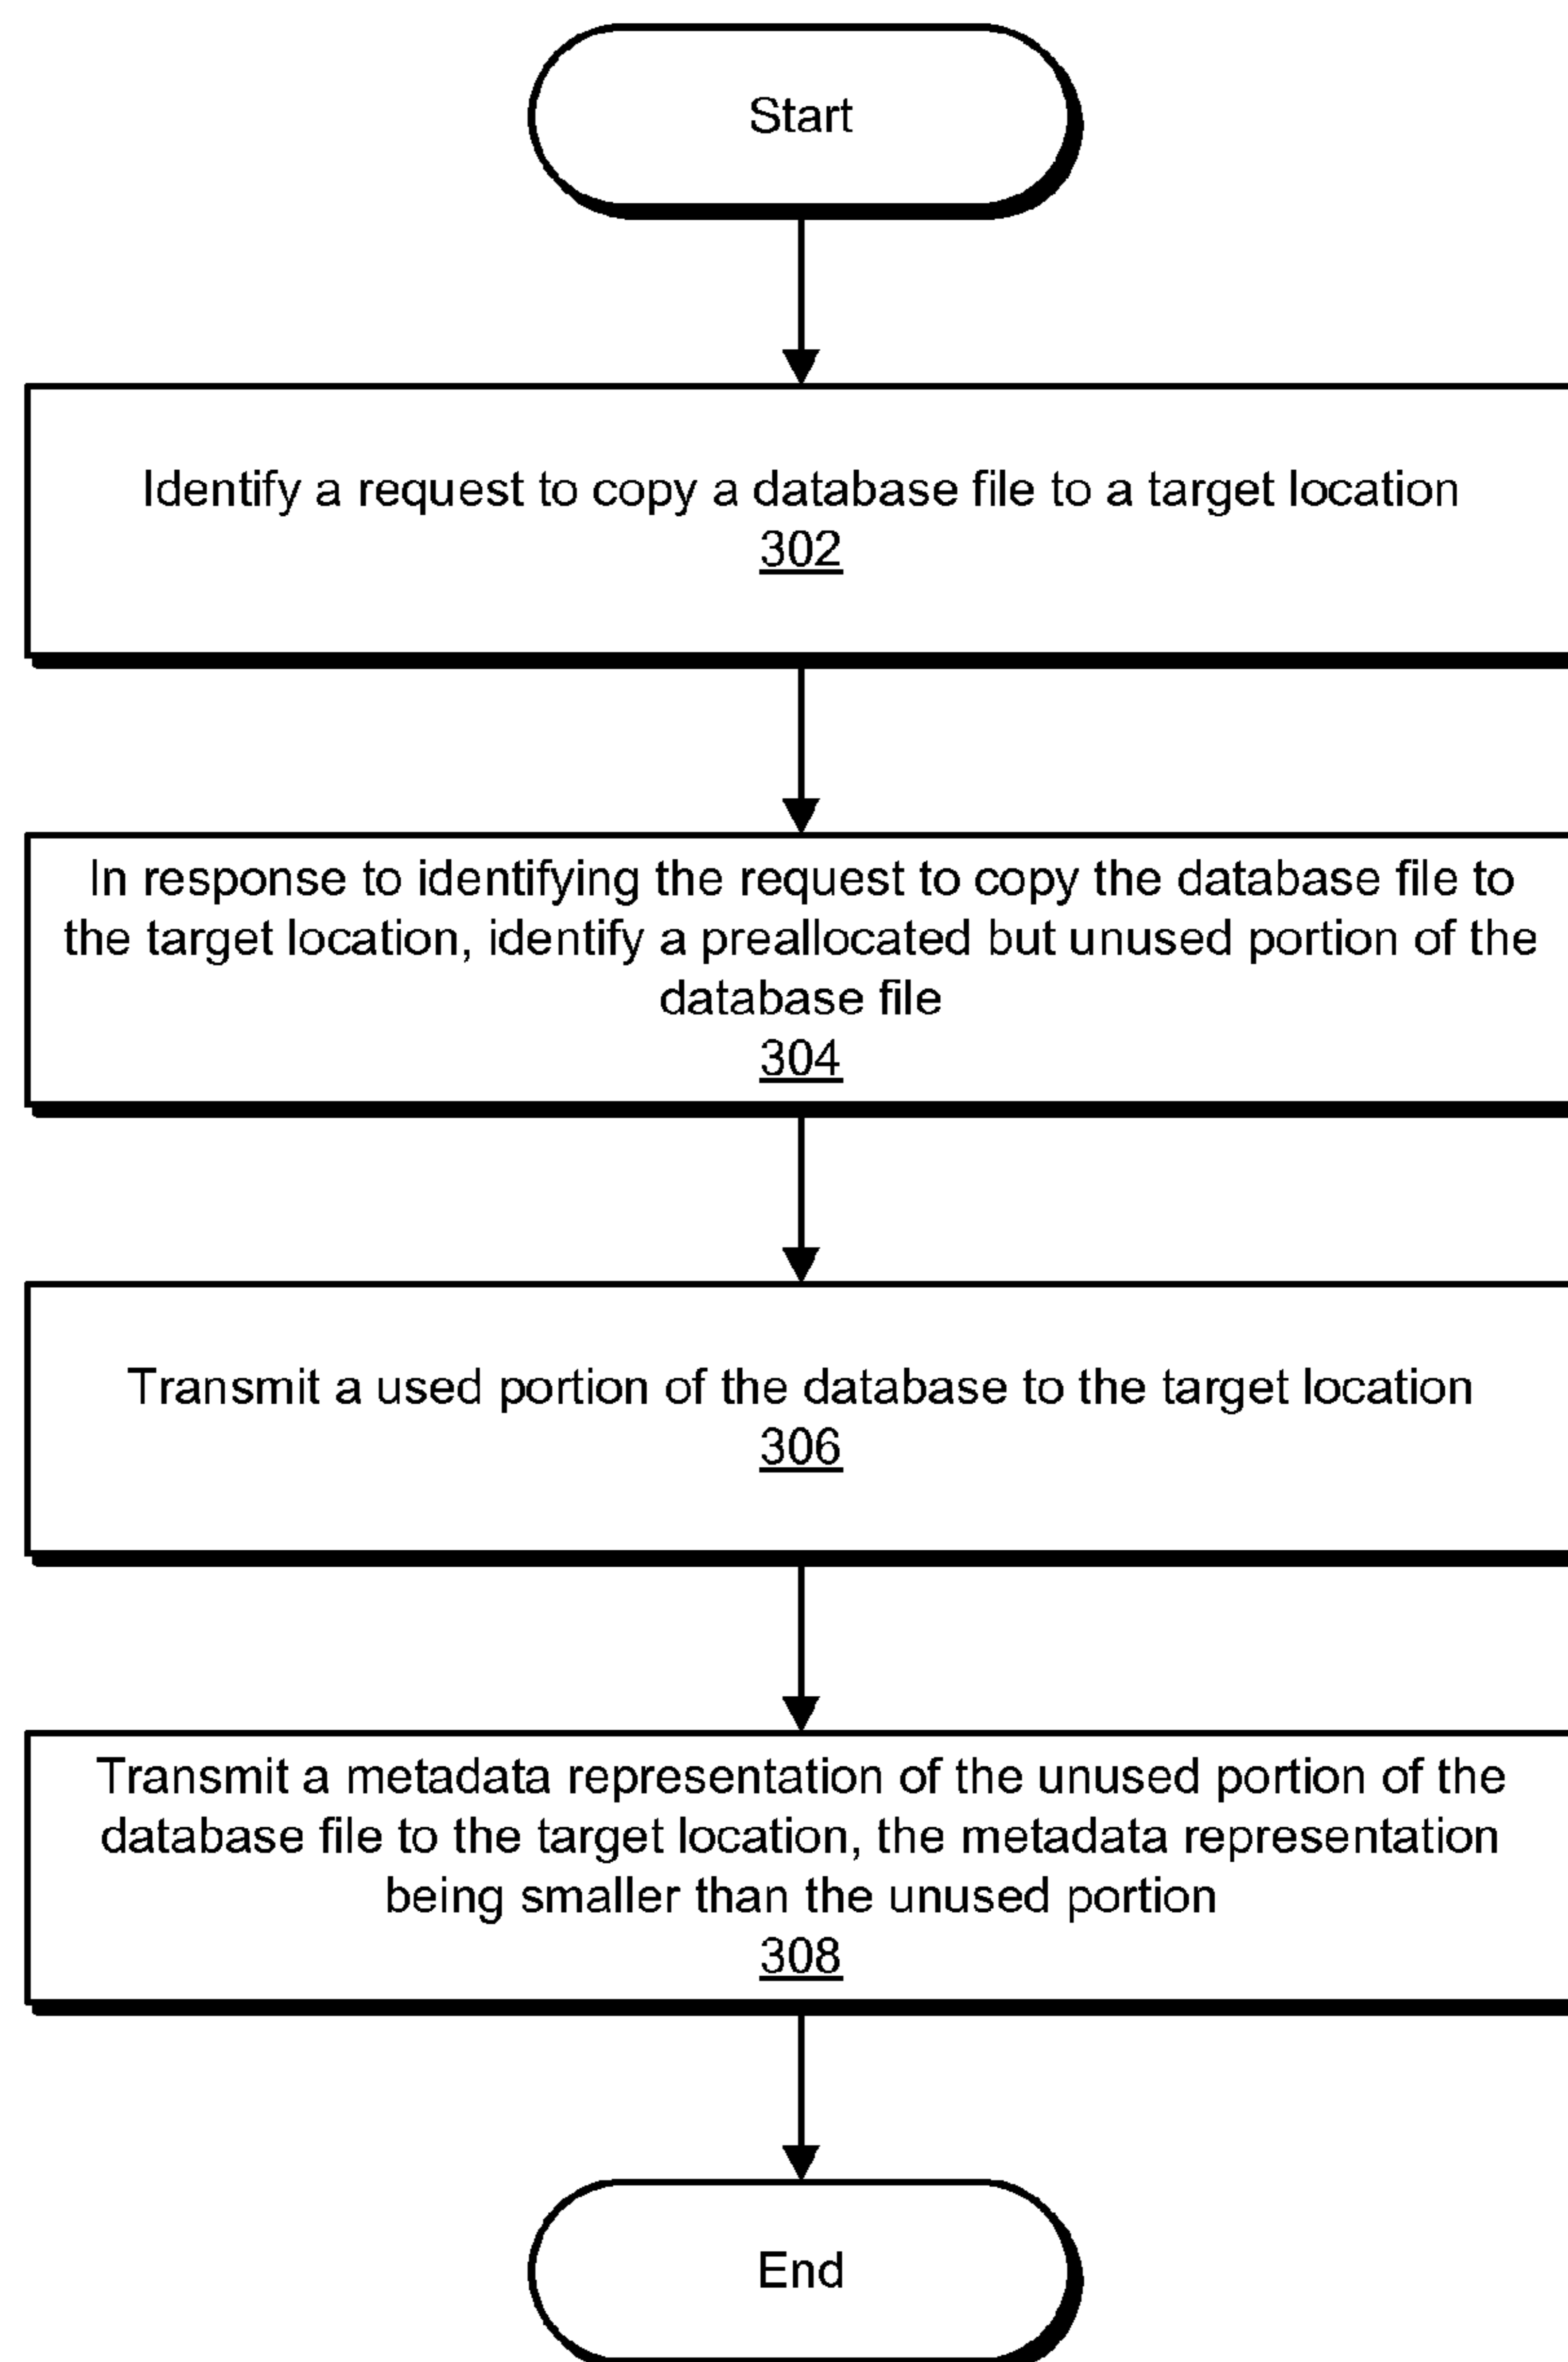 Start
Identify a request to copy a database file to a target location
302
In response to identifying the request to copy the database file to
the target location, identify a preallocated but unused portion of the
database file
304
Transmit a used portion of the database to the target location
306
Transmit a metadata representation of the unused portion of the
database file to the target location, the metadata representation
being smaller than the unused portion
308
End